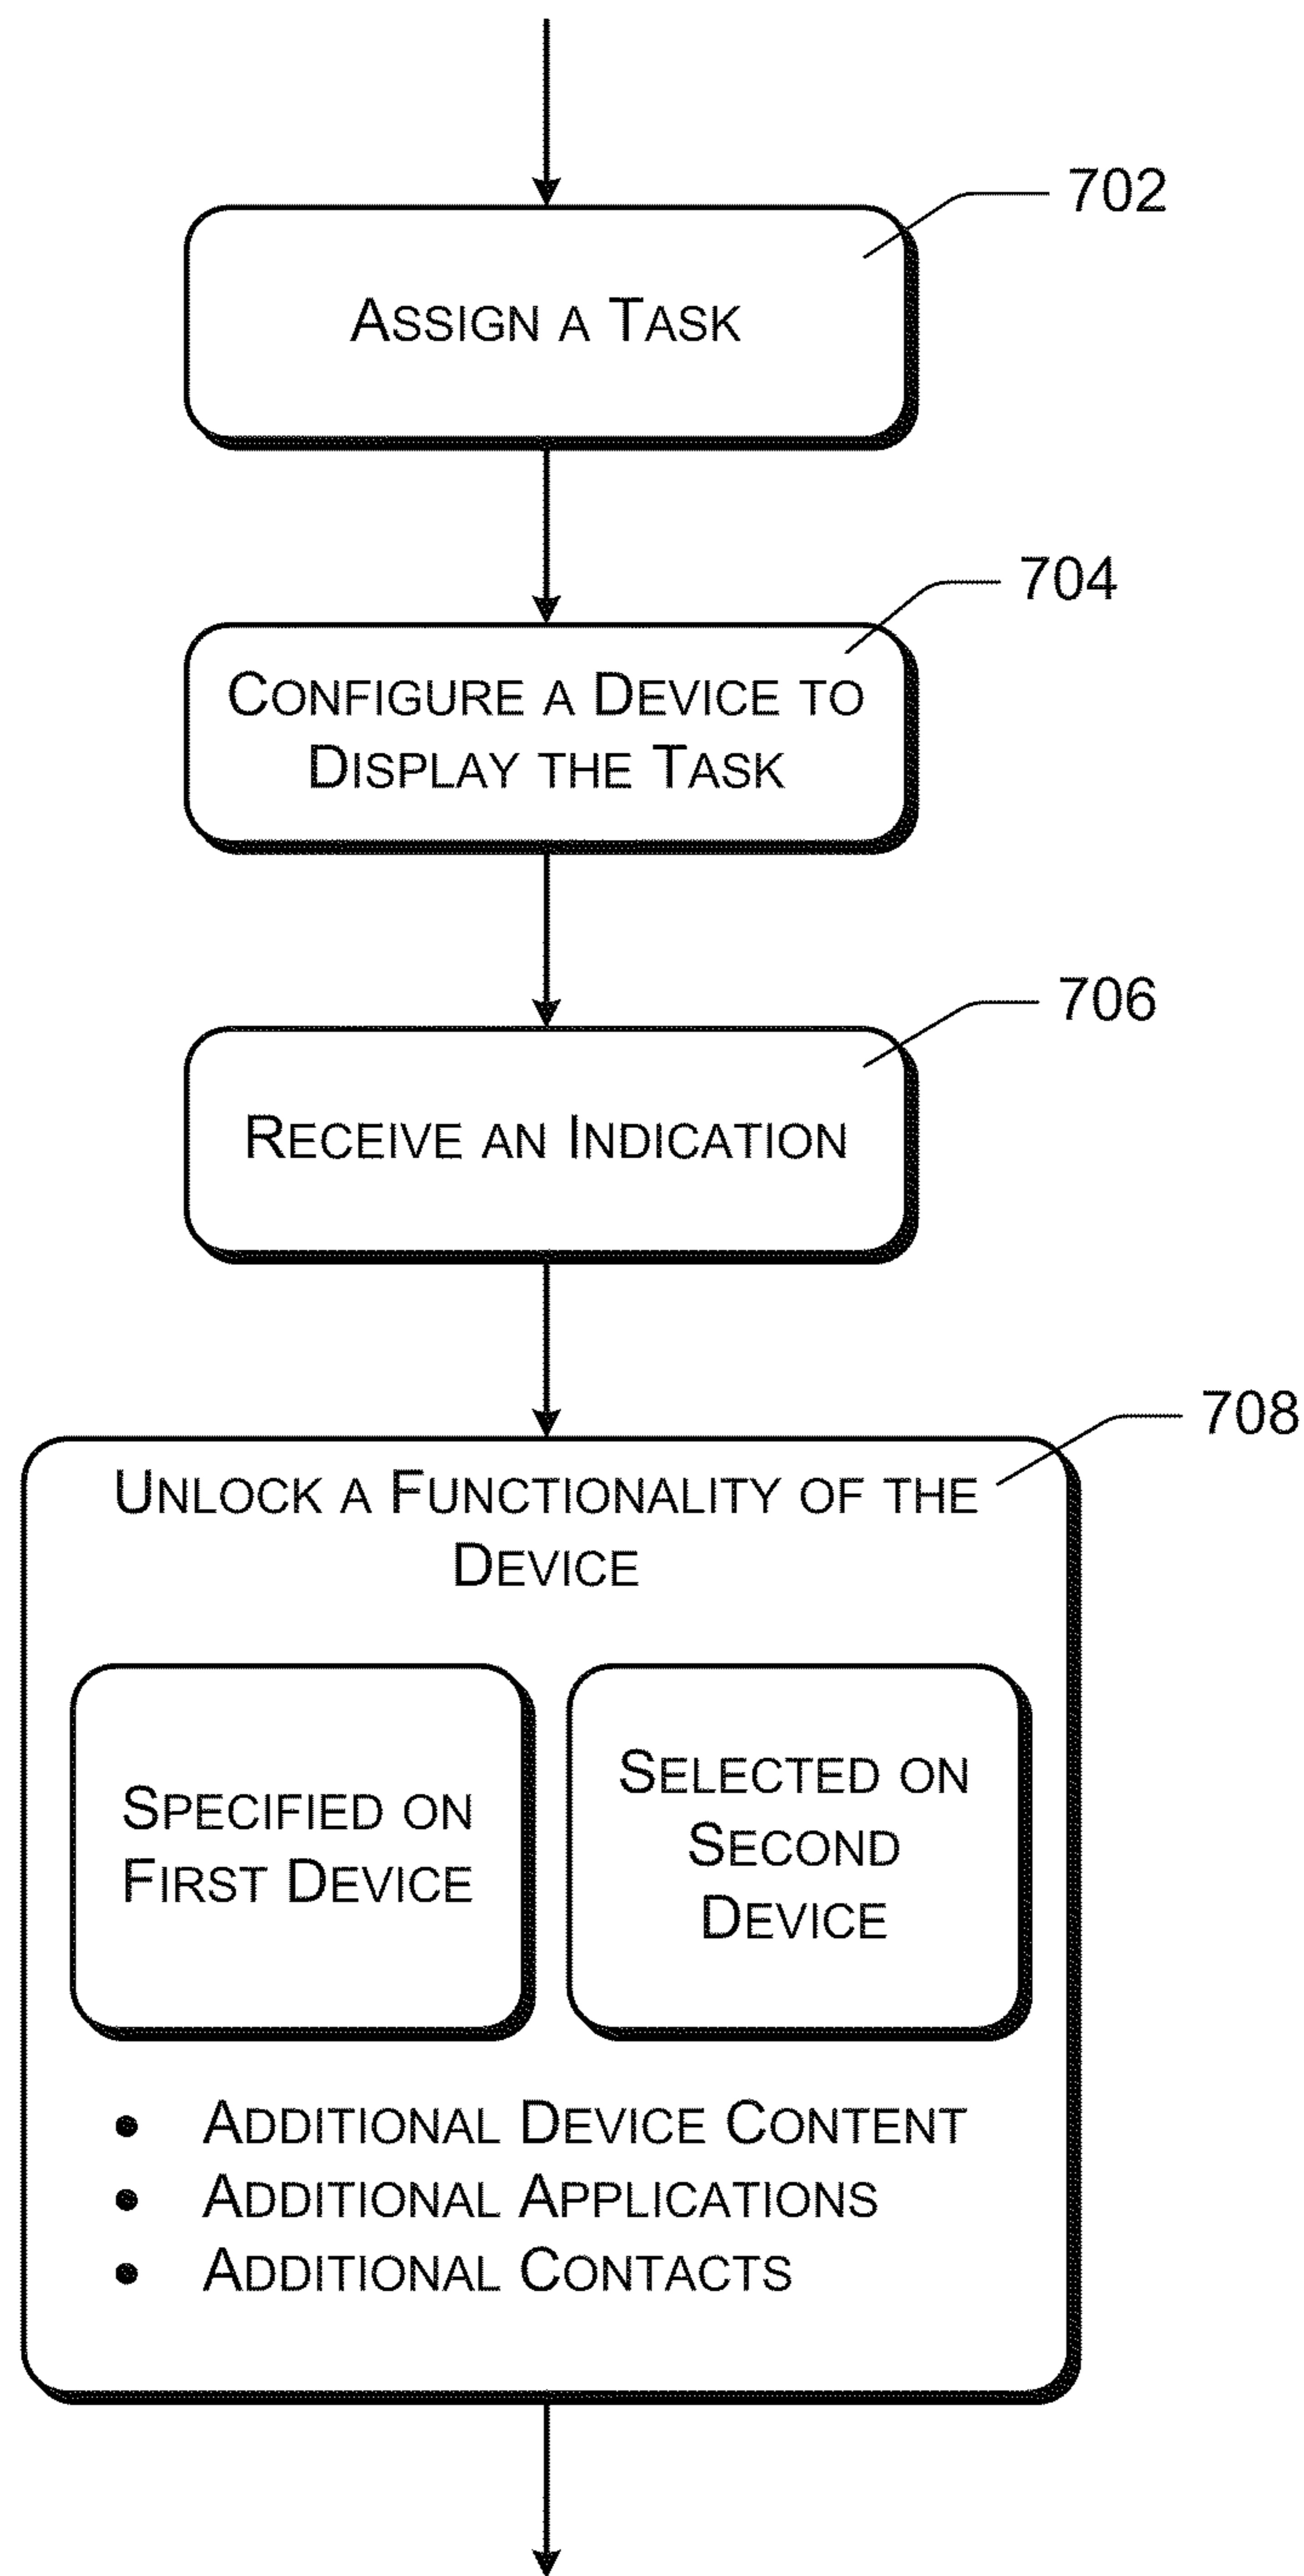 702
ASSIGN A TASK
704
CONFIGURE A DEVICE TO
DISPLAY THE TASK
706
RECEIVE AN INDICATION
708
UNLOCK A FUNCTIONALITY OF THE
DEVICE
SPECIFIED ON
FIRST DEVICE
SELECTED ON
SECOND
DEVICE
• ADDITIONAL DEVICE CONTENT
• ADDITIONAL APPLICATIONS
• ADDITIONAL CONTACTS